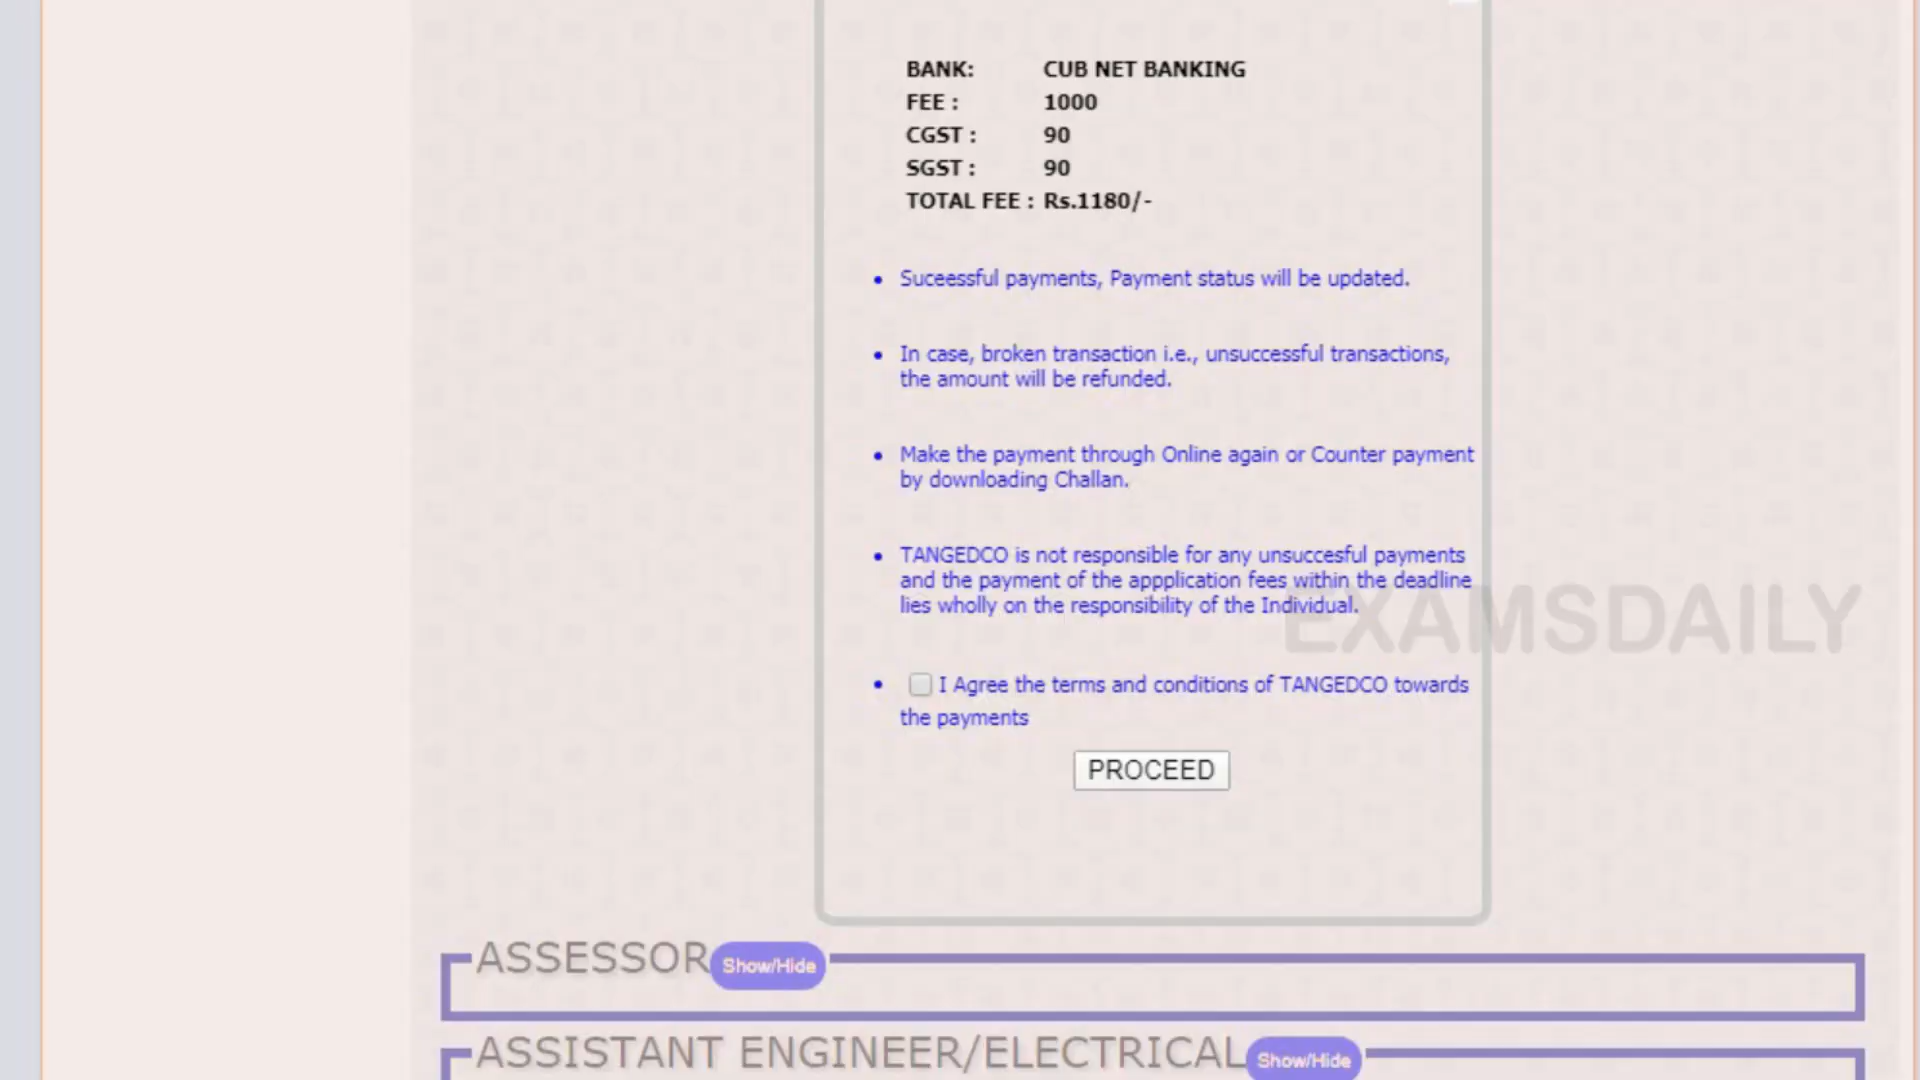 BANK: CUB NET BANKING
FEE : 1000
CGST : 90
SGST : 90
TOTAL FEE : Rs.1180/-
Suceessful payments, Payment status will be updated.
In case, broken transaction i.e., unsuccessful transactions,
the amount will be refunded.
Make the payment through Online again or Counter payment
by downloading Challan.
TANGEDCO is not responsible for any unsuccesful payments
and the payment of the appplication fees within the deadline
lies wholly on the responsibility of the Individual.
EXAMSDAILY
I Agree the terms and conditions of TANGEDCO towards
the payments
PROCEED
ASSESSOR Show/Hide
ASSISTANT ENGINEER/ELECTRICAL Show/Hide